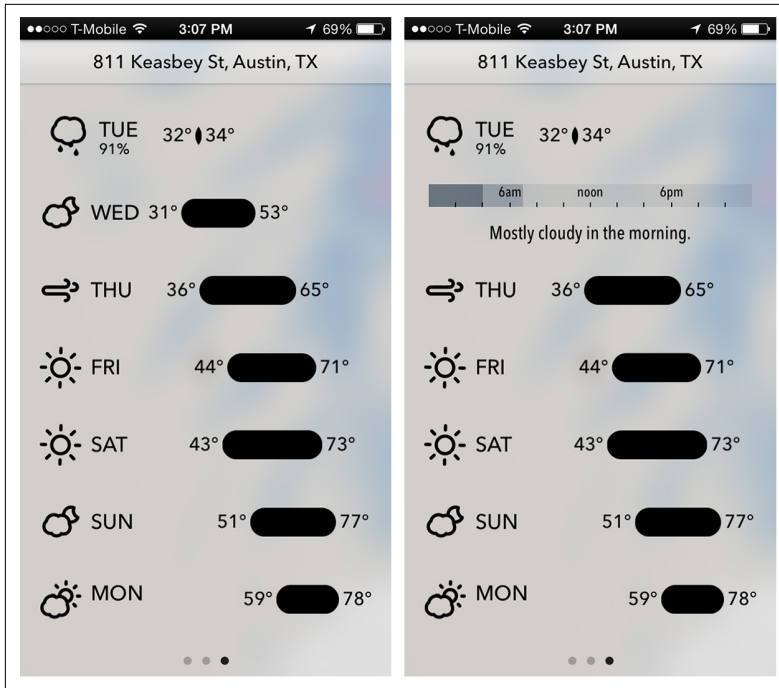 T-Mobile 3:07 PM 69%
811 Keasbey St, Austin, TX
TUE 32° 34°
91%
WED 31° 53°
THU 36° 65°
FRI 44° 71°
SAT 43° 73°
SUN 51° 77°
MON 59° 78°
T-Mobile 3:07 PM 69%
811 Keasbey St, Austin, TX
TUE 32° 34°
91%
6am noon 6pm
Mostly cloudy in the morning.
THU 36° 65°
FRI 44° 71°
SAT 43° 73°
SUN 51° 77°
MON 59° 78°